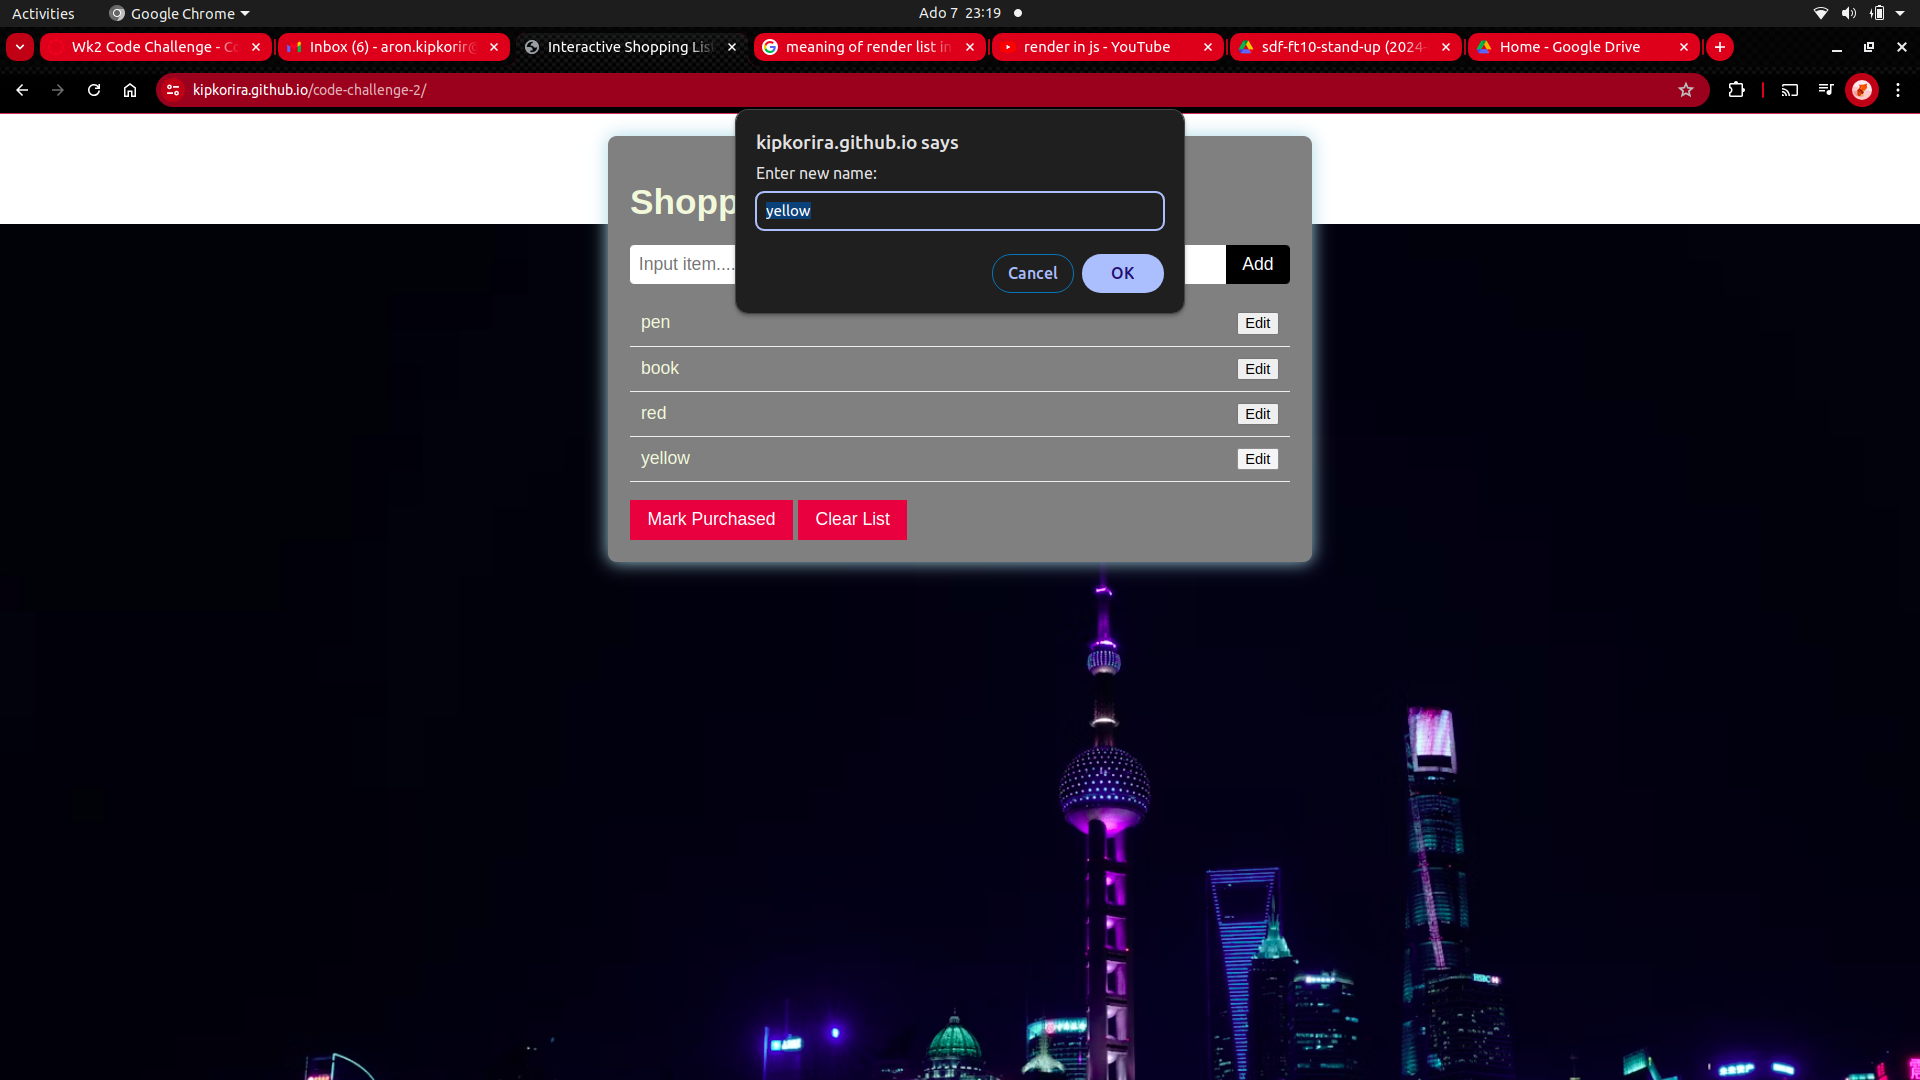 Activities Google Chrome Ado 7 23:19
Wk2 Code Challenge - Co Inbox (6) - aron.kipkorir@ Interactive Shopping Lis meaning of render list in render in js - YouTube sdf-ft10-stand-up (2024- Home - Google Drive
kipkorira.github.io/code-challenge-2/
kipkorira.github.io says
Enter new name:
yellow
Cancel OK
Shopp
Input item.... Add
pen Edit
book Edit
red Edit
yellow Edit
Mark Purchased Clear List
HSBC